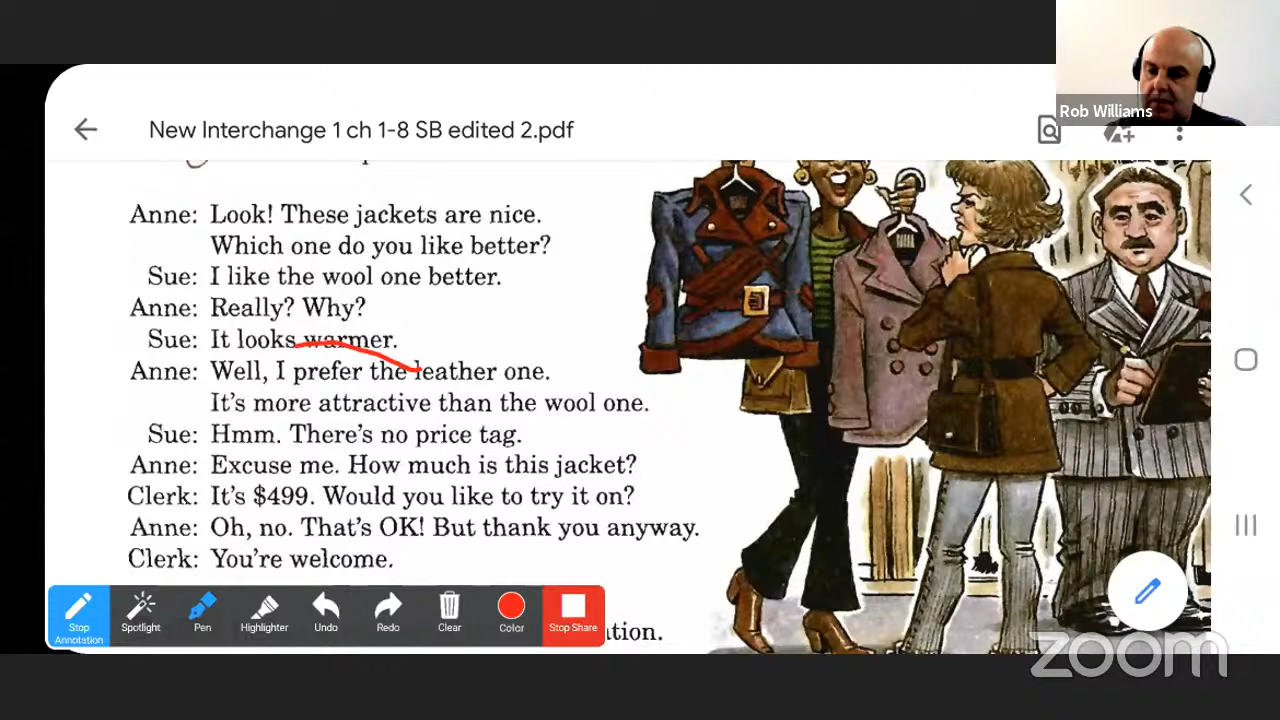 Rob Williams
New Interchange 1 ch 1-8 SB edited 2.pdf
Anne: Look! These jackets are nice.
Which one do you like better?
Sue: I like the wool one better.
Anne: Really? Why?
Sue: It looks warmer.
Anne: Well, I prefer the leather one.
It's more attractive than the wool one.
Sue: Hmm. There's no price tag.
Anne: Excuse me. How much is this jacket?
Clerk: It's $499. Would you like to try it on?
Anne: Oh, no. That's OK! But thank you anyway.
Clerk: You're welcome.
Stop Annotation
Spotlight
Pen
Highlighter
Undo
Redo
Clear
Color
Stop Share
tion.
zoom